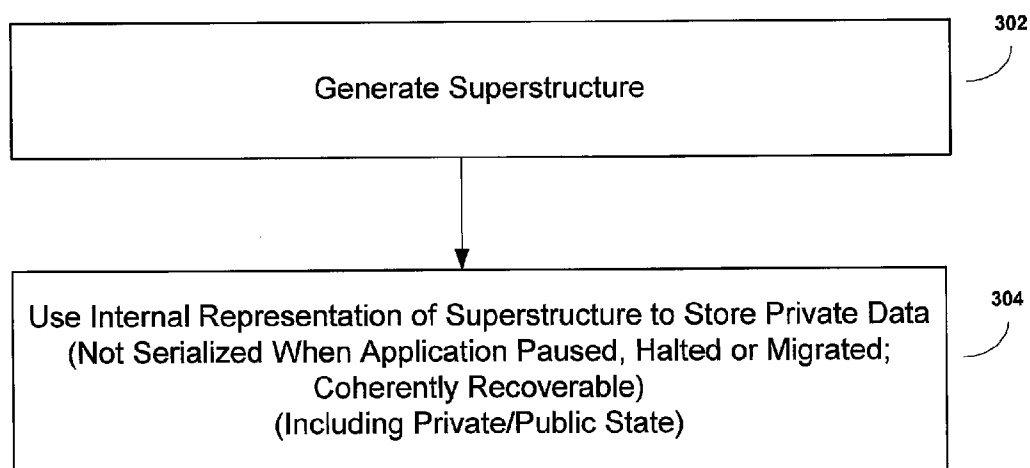 302
Generate Superstructure
304
Use Internal Representation of Superstructure to Store Private Data
(Not Serialized When Application Paused, Halted or Migrated;
Coherently Recoverable)
(Including Private/Public State)